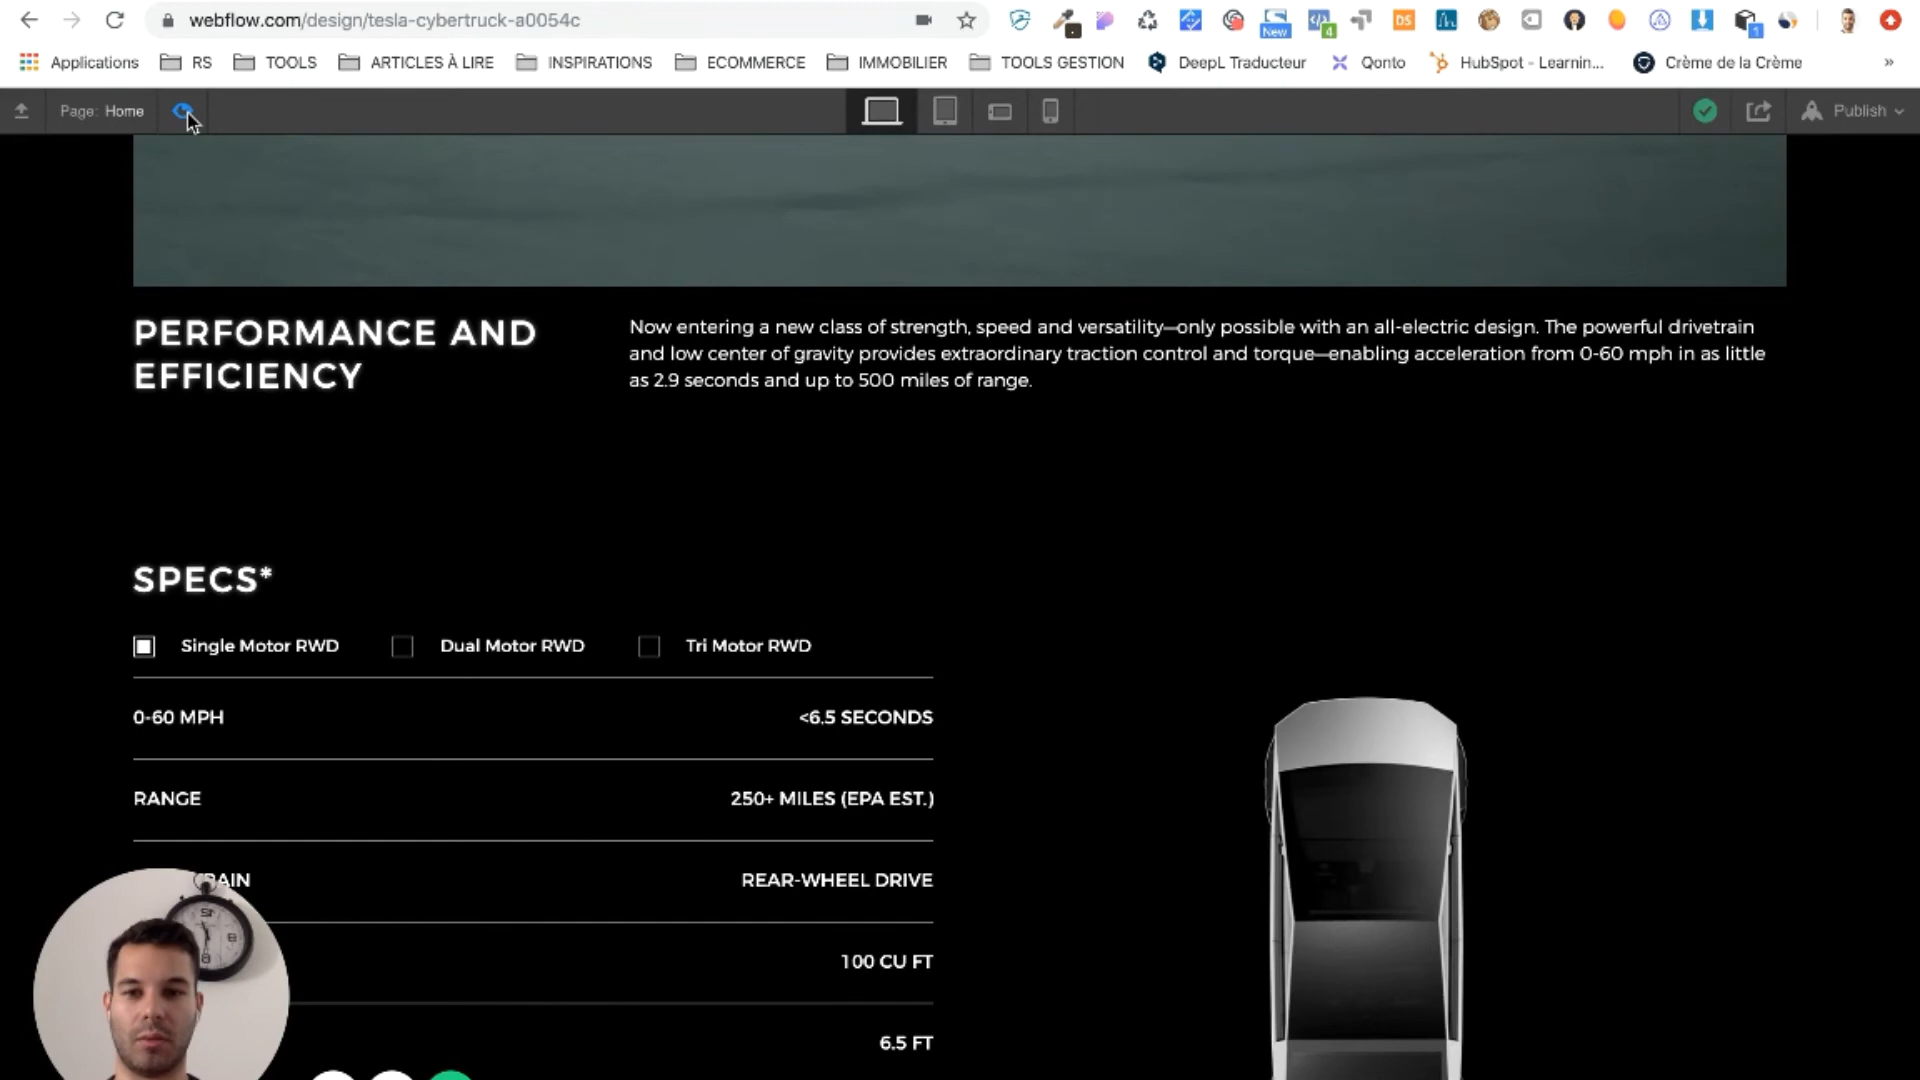 webflow.com/design/tesla-cybertruck-a0054c
New
4
DS
1
Applications
RS
TOOLS
ARTICLES À LIRE
INSPIRATIONS
ECOMMERCE
IMMOBILIER
TOOLS GESTION
DeepL Traducteur
Qonto
HubSpot - Learnin...
Crème de la Crème
»
Page: Home
Publish
PERFORMANCE AND
EFFICIENCY
Now entering a new class of strength, speed and versatility—only possible with an all-electric design. The powerful drivetrain
and low center of gravity provides extraordinary traction control and torque—enabling acceleration from 0-60 mph in as little
as 2.9 seconds and up to 500 miles of range.
SPECS*
Single Motor RWD
Dual Motor RWD
Tri Motor RWD
0-60 MPH
<6.5 SECONDS
RANGE
250+ MILES (EPA EST.)
RAIN
REAR-WHEEL DRIVE
100 CU FT
6.5 FT